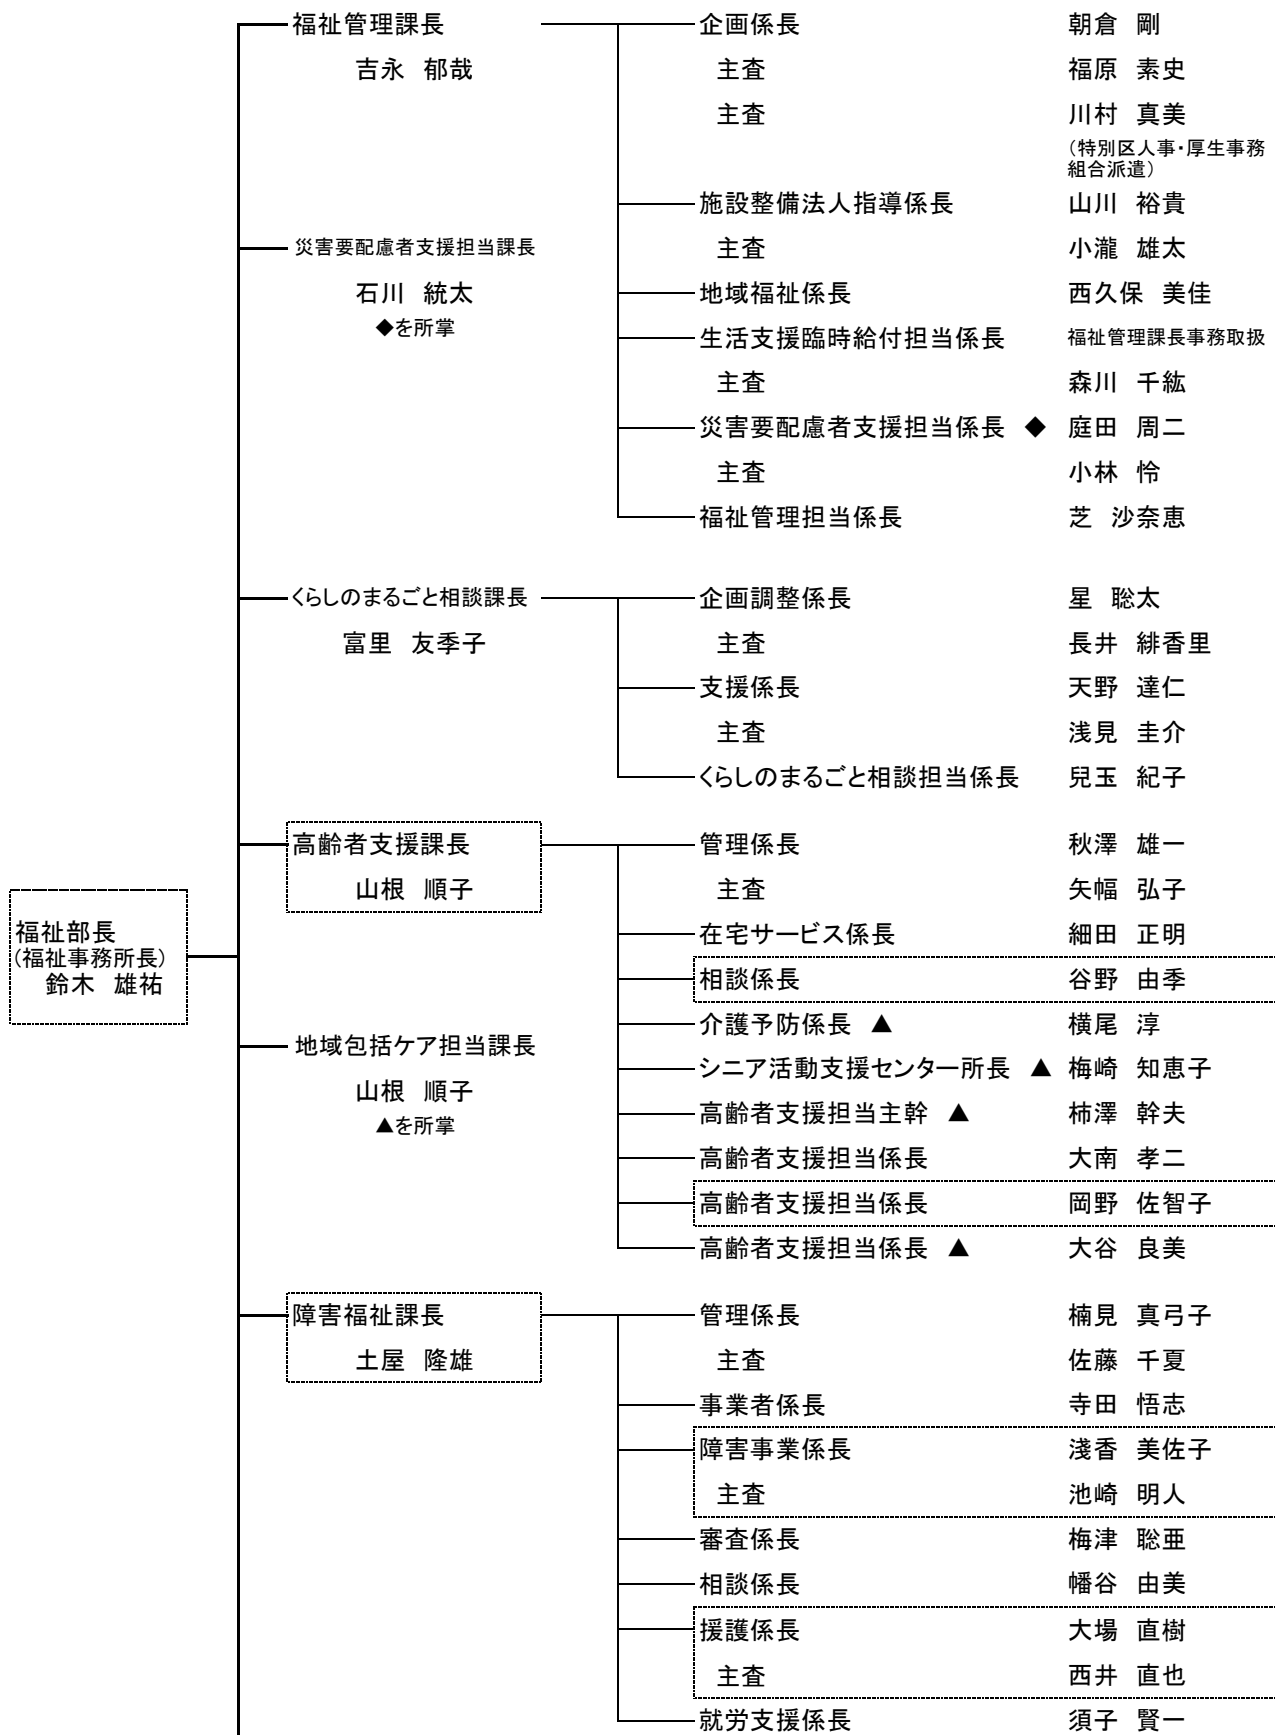 福祉管理課長 企画係長 朝倉 剛
吉永 郁哉 主査 福原 素史
主査 川村 真美
(特別区人事・厚生事務
組合派遣)
施設整備法人指導係長 山川 裕貴
災害要配慮者支援担当課長 主査 小瀧 雄太
石川 統太 地域福祉係長 西久保 美佳
◆を所掌 生活支援臨時給付担当係長 福祉管理課長事務取扱
主査 森川 千紘
災害要配慮者支援担当係長 ◆ 庭田 周二
主査 小林 怜
福祉管理担当係長 芝 沙奈恵
くらしのまるごと相談課長 企画調整係長 星 聡太
富里 友季子 主査 長井 緋香里
支援係長 天野 達仁
主査 浅見 圭介
くらしのまるごと相談担当係長 兒玉 紀子
高齢者支援課長 管理係長 秋澤 雄一
山根 順子 主査 矢幅 弘子
福祉部長 在宅サービス係長 細田 正明
(福祉事務所長)
鈴木 雄祐 相談係長 谷野 由季
介護予防係長 ▲ 横尾 淳
地域包括ケア担当課長 シニア活動支援センター所長 ▲ 梅崎 知恵子
山根 順子 高齢者支援担当主幹 ▲ 柿澤 幹夫
▲を所掌 高齢者支援担当係長 大南 孝二
高齢者支援担当係長 岡野 佐智子
高齢者支援担当係長 ▲ 大谷 良美
障害福祉課長 管理係長 楠見 真弓子
土屋 隆雄 主査 佐藤 千夏
事業者係長 寺田 悟志
障害事業係長 淺香 美佐子
主査 池崎 明人
審査係長 梅津 聡亜
相談係長 幡谷 由美
援護係長 大場 直樹
主査 西井 直也
就労支援係長 須子 賢一